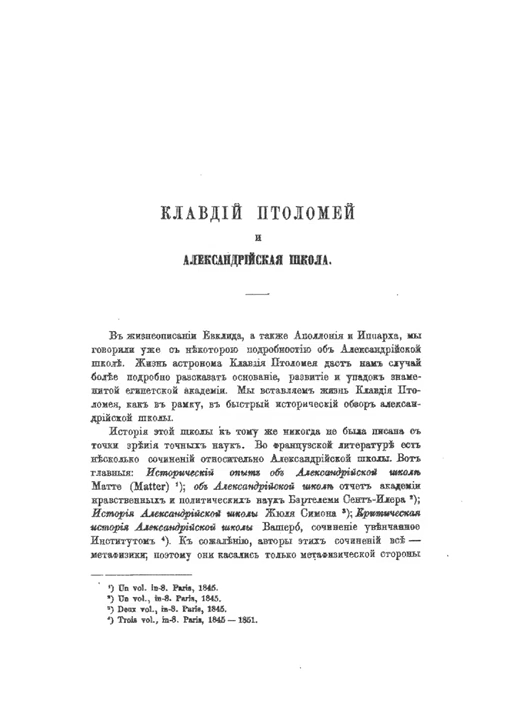 КЛАВДІЙ ПТОЛОМЕЙ
И
АЛЕКСАНДРІЙСКАЯ ШКОЛА.
Въ жизнеописаніи Евклида, а также Аполлонія и Иппарха, мы
говорили уже съ нѣкоторою подробностію объ Александрійской
школѣ. Жизнь астронома Клавдія Птоломея дастъ намъ случай
болѣе подробно разсказать основаніе, развитіе и упадокъ знаме-
нитой египетской академіи. Мы вставляемъ жизнь Клавдія Пто-
ломея, какъ въ рамку, въ быстрый историческій обзоръ алексан-
дрійской школы.
Исторія этой школы къ тому же никогда не была писана съ
точки зрѣнія точныхъ наукъ. Во французской литературѣ есть
нѣсколько сочиненій относительно Александрійской школы. Вотъ
главныя: Историческій опытъ объ Александрійской школѣ
Матте (Matter) ¹); объ Александрійской школѣ отчетъ академіи
нравственныхъ и политическихъ наукъ Бэртелеми Сентъ-Илера ²);
Исторія Александрійской школы Жюля Симона ³); Критическая
исторія Александрійской школы Вашерб, сочиненіе увѣнчанное
Институтомъ ⁴). Къ сожалѣнію, авторы этихъ сочиненій всѣ —
метафизики; поэтому они касались только метафизической стороны
¹) Un vol. in-8. Paris, 1845.
²) Un vol., in-8. Paris, 1845.
³) Deux vol., in-8. Paris, 1845.
⁴) Trois vol., in-8. Paris, 1845 — 1851.